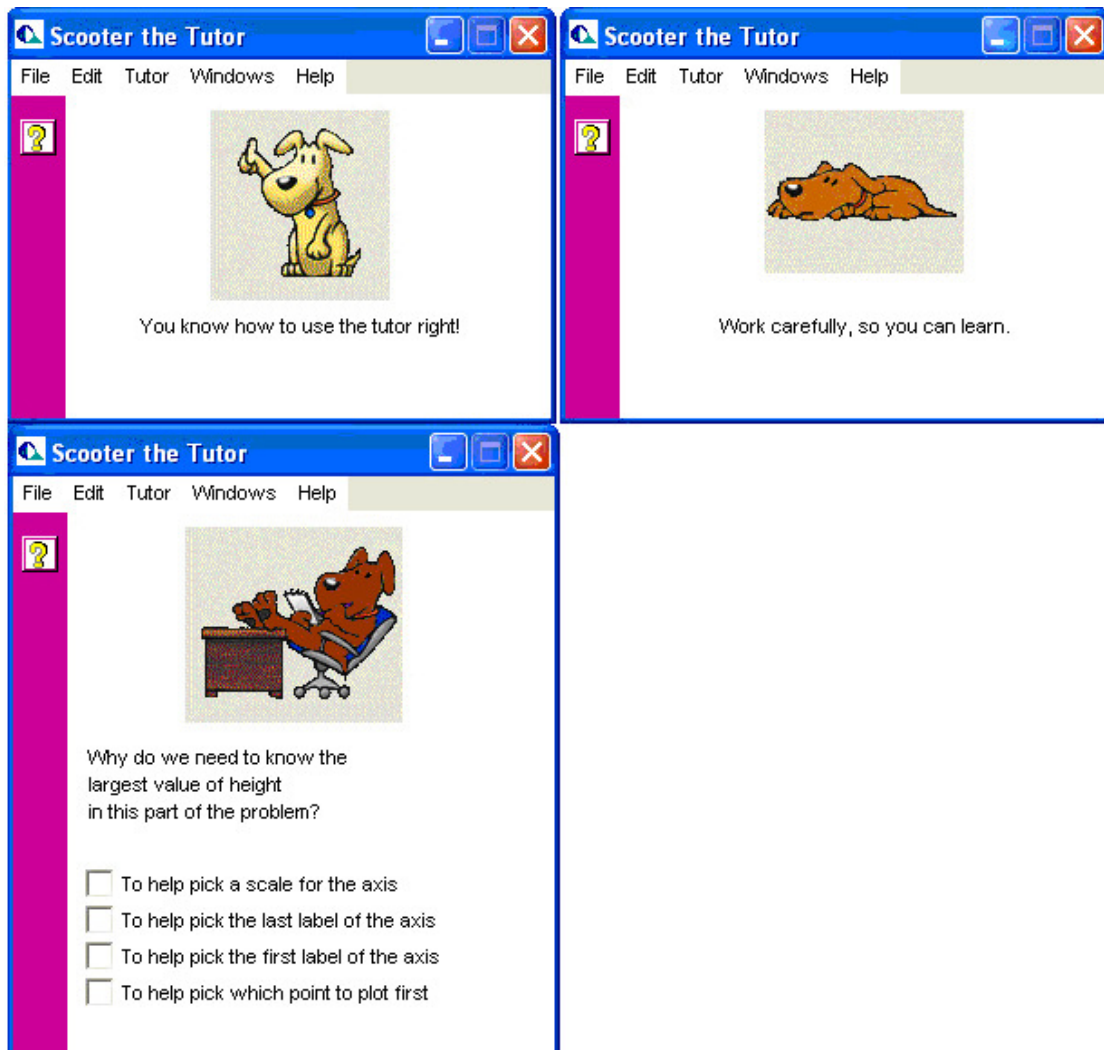 Scooter the Tutor
File Edit Tutor Windows Help
?
You know how to use the tutor right!
Scooter the Tutor
File Edit Tutor Windows Help
?
Work carefully, so you can learn.
Scooter the Tutor
File Edit Tutor Windows Help
?
Why do we need to know the
largest value of height
in this part of the problem?
To help pick a scale for the axis
To help pick the last label of the axis
To help pick the first label of the axis
To help pick which point to plot first